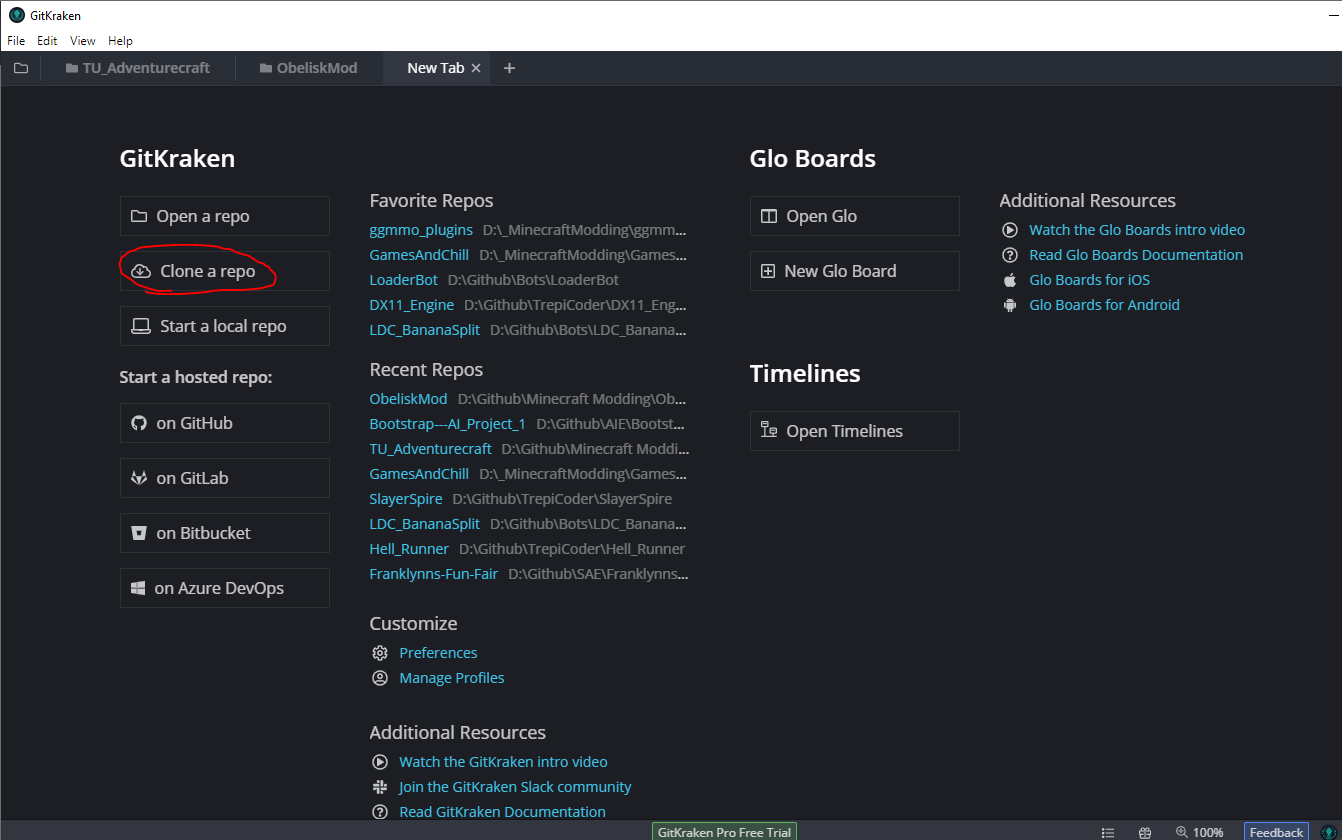 GitKraken
File Edit View Help
TU_Adventurecraft ObeliskMod New Tab
GitKraken
Open a repo
Clone a repo
Start a local repo
Start a hosted repo:
on GitHub
on GitLab
on Bitbucket
on Azure DevOps
Favorite Repos
ggmmo_plugins D:\_MinecraftModding\ggmm...
GamesAndChill D:\_MinecraftModding\Games...
LoaderBot D:\Github\Bots\LoaderBot
DX11_Engine D:\Github\TrepiCoder\DX11_Eng...
LDC_BananaSplit D:\Github\Bots\LDC_Banana...
Recent Repos
ObeliskMod D:\Github\Minecraft Modding\Ob...
Bootstrap---AI_Project_1 D:\Github\AIE\Bootst...
TU_Adventurecraft D:\Github\Minecraft Moddi...
GamesAndChill D:\_MinecraftModding\Games...
SlayerSpire D:\Github\TrepiCoder\SlayerSpire
LDC_BananaSplit D:\Github\Bots\LDC_Banana...
Hell_Runner D:\Github\TrepiCoder\Hell_Runner
Franklynns-Fun-Fair D:\Github\SAE\Franklynns...
Customize
Preferences
Manage Profiles
Additional Resources
Watch the GitKraken intro video
Join the GitKraken Slack community
Read GitKraken Documentation
Glo Boards
Open Glo
New Glo Board
Additional Resources
Watch the Glo Boards intro video
Read Glo Boards Documentation
Glo Boards for iOS
Glo Boards for Android
Timelines
Open Timelines
GitKraken Pro Free Trial 100% Feedback